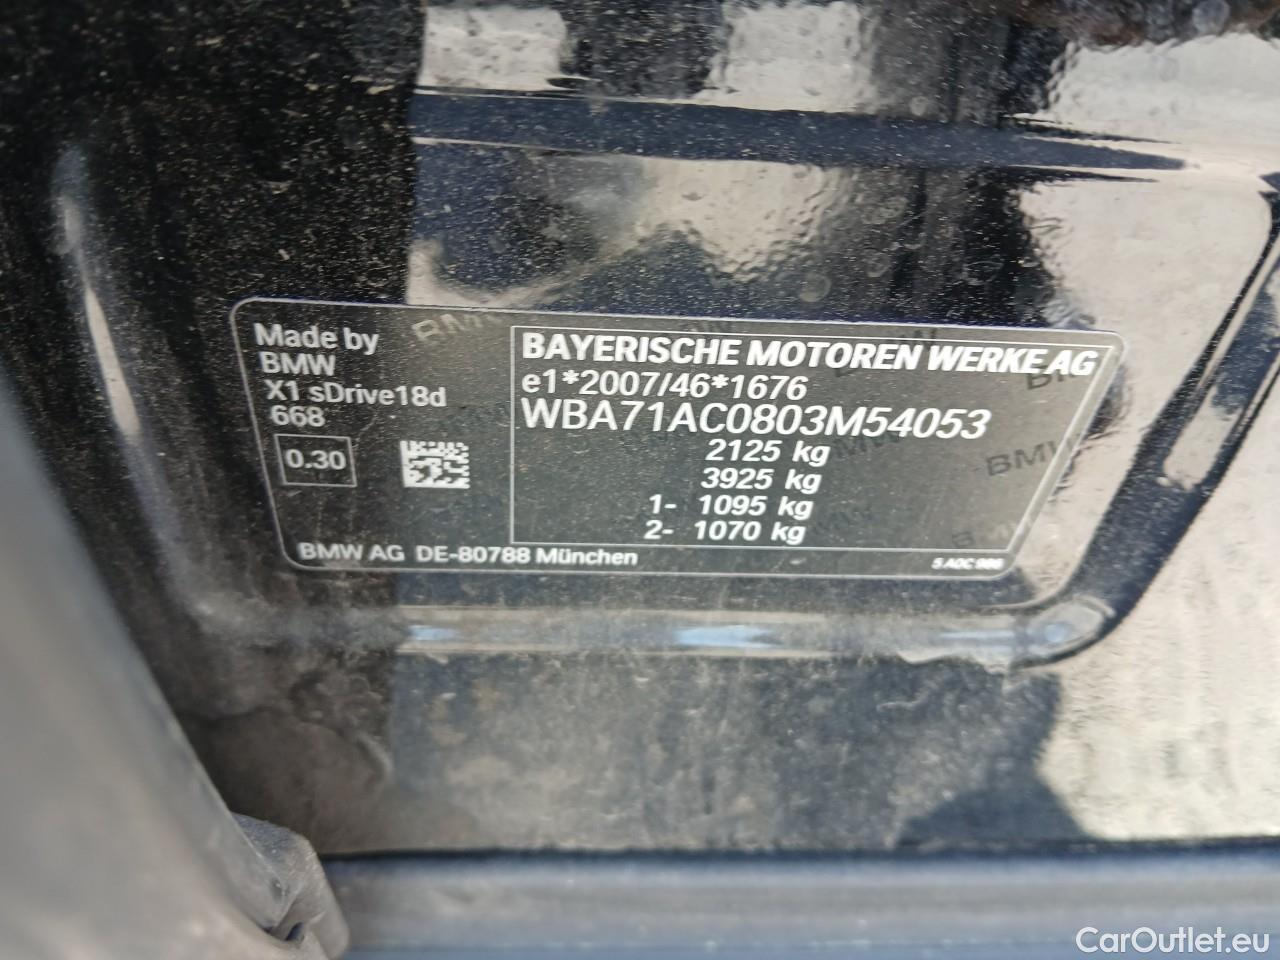 Made by
BMW
X1 sDrive18d
668
0.30
BAYERISCHE MOTOREN WERKE AG
e1*2007/46*1676
WBA71AC0803M54053
2125 kg
3925 kg
1- 1095 kg
2- 1070 kg
BMW AG DE-80788 München
5 A0C 986
CarOutlet.eu